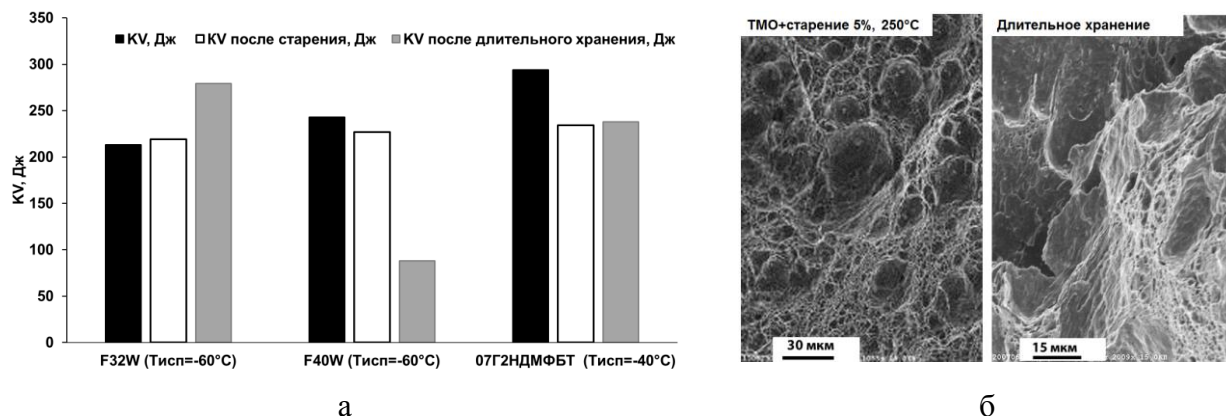 350
300
250
200
150
100
50
0
KV, Дж
KV, Дж
KV после старения, Дж
KV после длительного хранения, Дж
F32W (Тисп=-60°C)
F40W (Тисп=-60°C)
07Г2НДМФБТ (Тисп=-40°C)
а
ТМО+старение 5%, 250°С
30 мкм
Длительное хранение
15 мкм
б